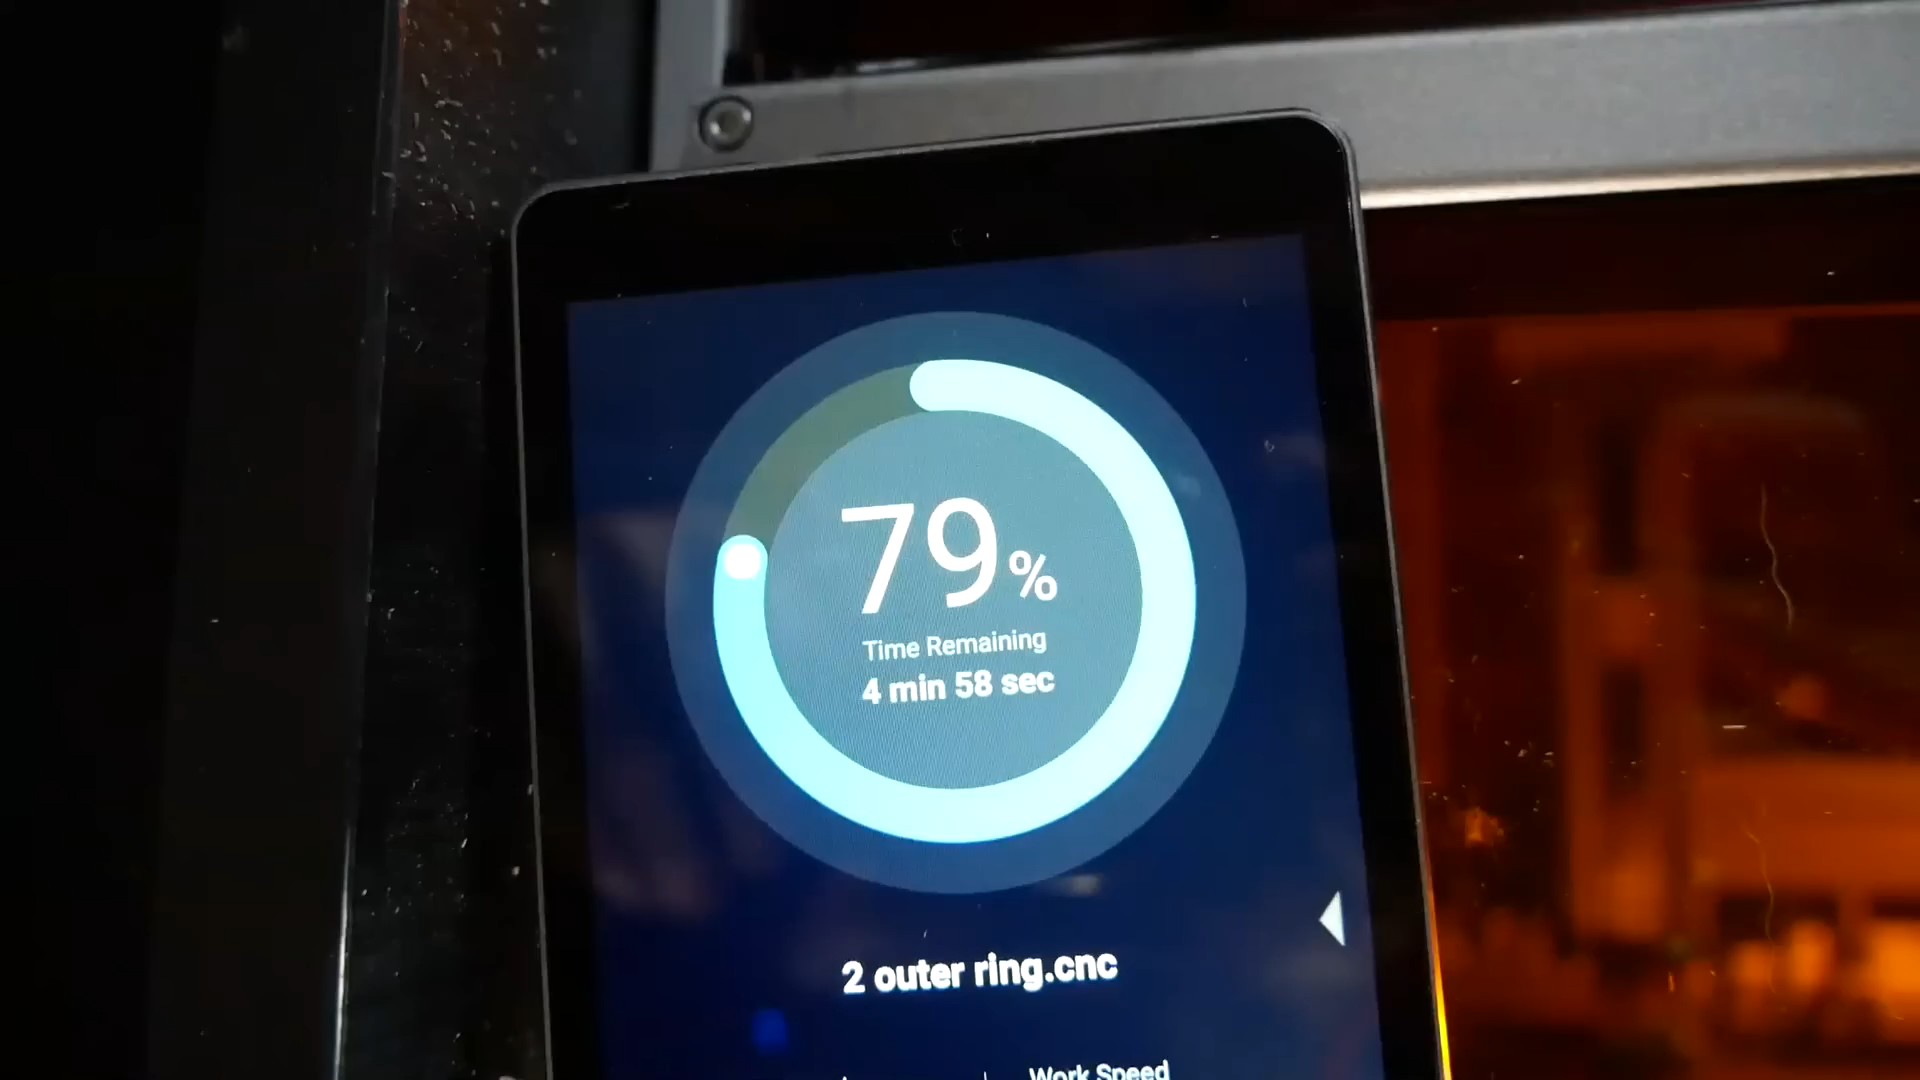 79%
Time Remaining
4 min 58 sec
2 outer ring.cnc
Work Speed